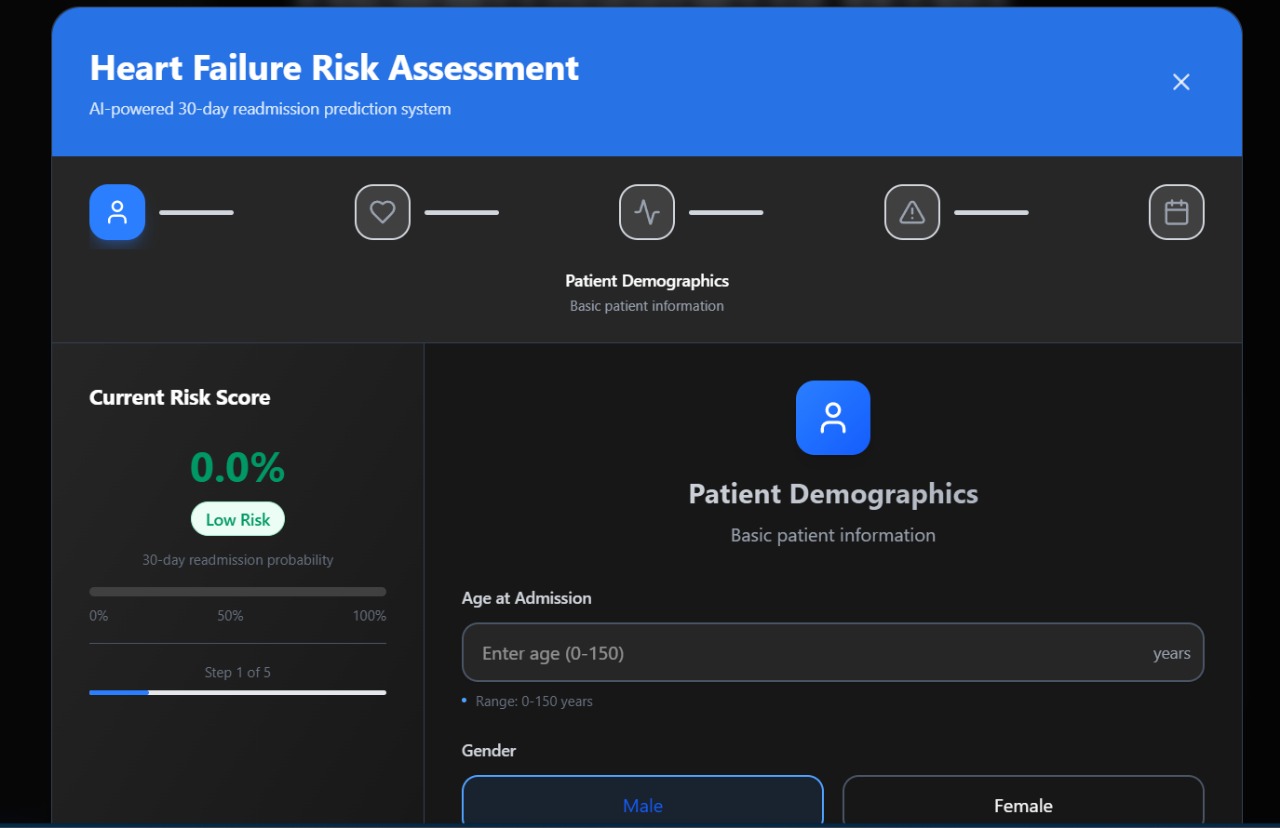 Heart Failure Risk Assessment
AI-powered 30-day readmission prediction system
Patient Demographics
Basic patient information
Current Risk Score
0.0%
Low Risk
30-day readmission probability
0% 50% 100%
Step 1 of 5
Patient Demographics
Basic patient information
Age at Admission
Enter age (0-150) years
Range: 0-150 years
Gender
Male Female